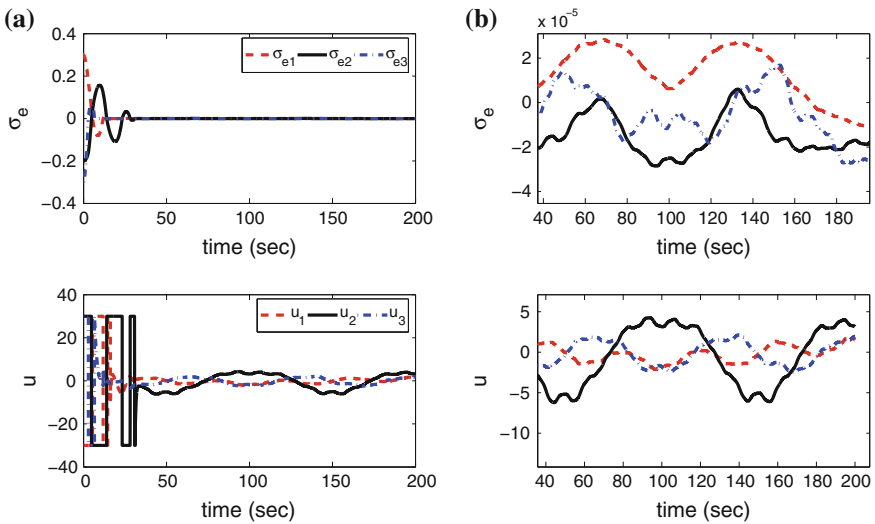 (a)
(b)
0.4
0.2
0
−0.2
−0.4
σe
σe1 σe2 σe3
0 50 100 150 200
time (sec)
x 10−5
2
0
−2
−4
σe
40 60 80 100 120 140 160 180
time (sec)
40
20
0
−20
−40
u
u1 u2 u3
0 50 100 150 200
time (sec)
5
0
−5
−10
u
40 60 80 100 120 140 160 180 200
time (sec)